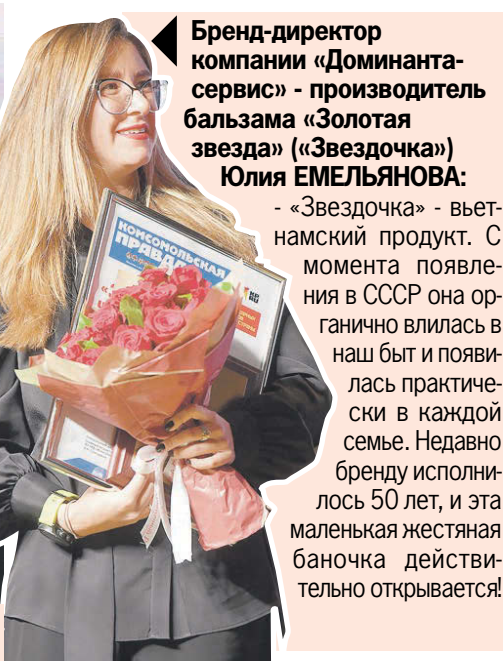 Бренд-директор
компании «Доминанта-
сервис» - производитель
бальзама «Золотая
звезда» («Звездочка»)
Юлия ЕМЕЛЬЯНОВА:
- «Звездочка» - вьет-
намский продукт. С
момента появле-
ния в СССР она ор-
ганично влилась в
наш быт и появи-
лась практиче-
ски в каждой
семье. Недавно
бренду исполни-
лось 50 лет, и эта
маленькая жестяная
баночка действи-
тельно открывается!
КОМСОМОЛЬСКАЯ
ПРАВДА
KP.
RU